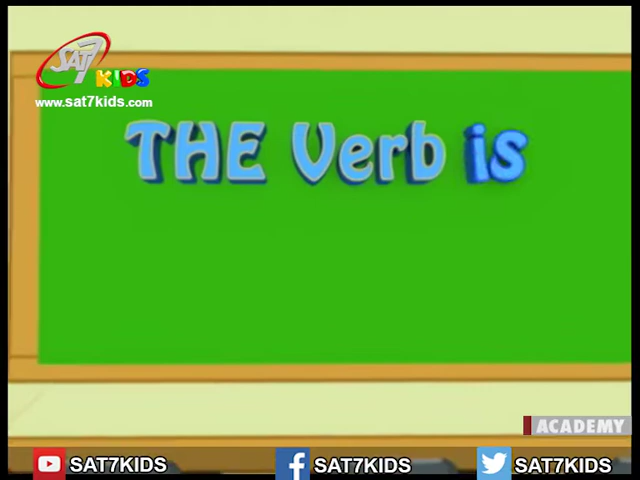 SAT7
KIDS
www.sat7kids.com
THE Verb is
ACADEMY
SAT7KIDS
SAT7KIDS
SAT7KIDS